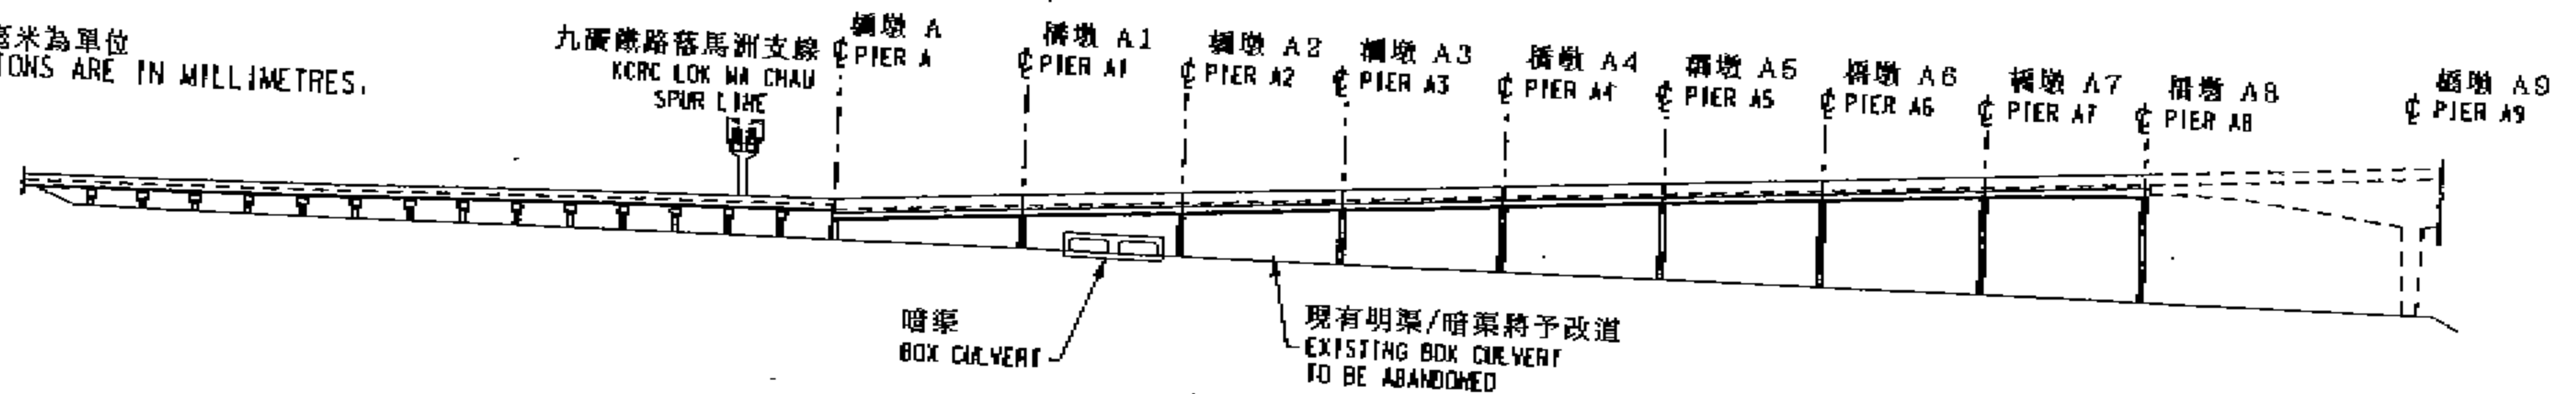 毫米為單位
IONS ARE IN MILLIMETRES.
九廣鐵路落馬洲支線
KCRC LOK MA CHAU
SPUR LINE
橋墩 A
PIER A
橋墩 A1
PIER A1
橋墩 A2
PIER A2
橋墩 A3
PIER A3
橋墩 A4
PIER A4
橋墩 A5
PIER A5
橋墩 A6
PIER A6
橋墩 A7
PIER A7
橋墩 A8
PIER A8
橋墩 A9
PIER A9
暗渠
BOX CULVERT
現有明渠/暗渠將予改道
EXISTING BOX CULVERT
TO BE ABANDONED